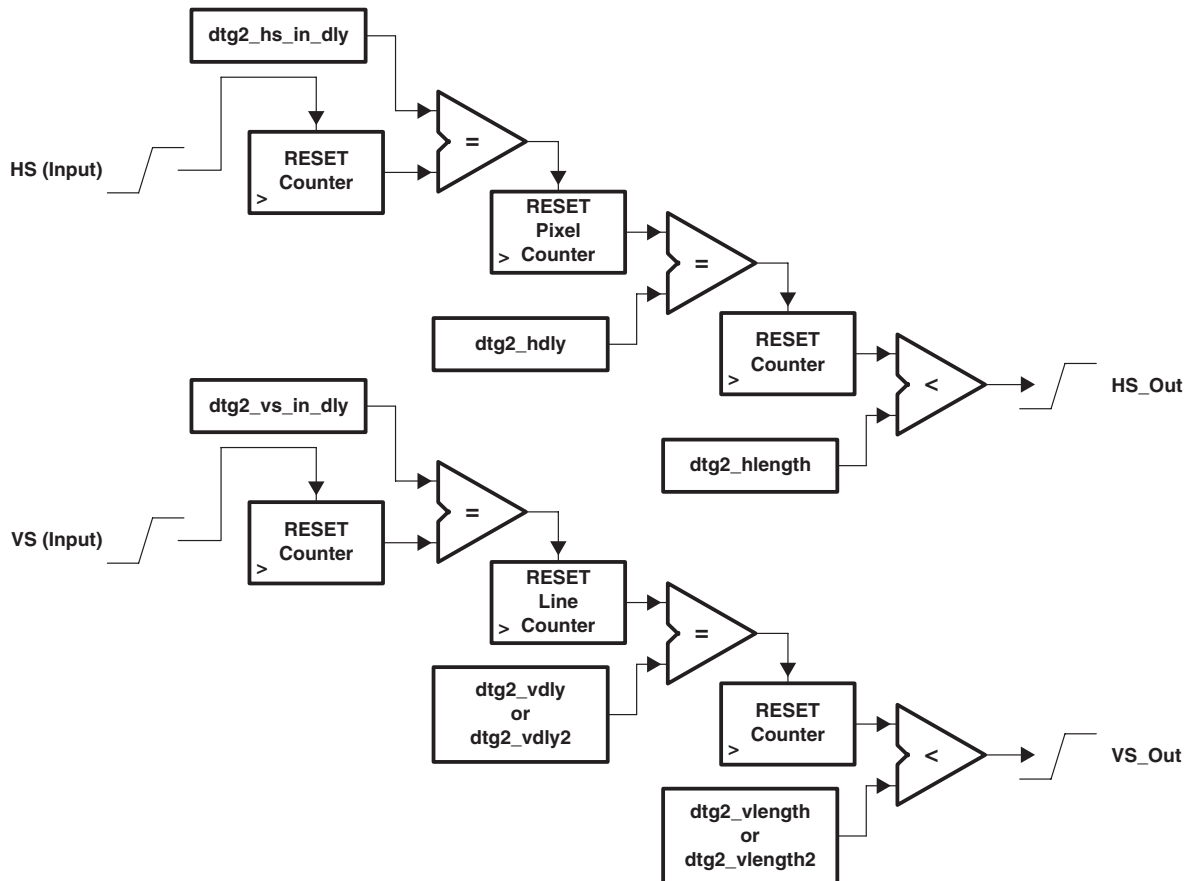 dtg2_hs_in_dly
HS (Input)
RESET
Counter
>
=
RESET
Pixel
Counter
>
=
dtg2_hdly
RESET
Counter
>
<
HS_Out
dtg2_hlength
dtg2_vs_in_dly
VS (Input)
RESET
Counter
>
=
RESET
Line
Counter
>
=
dtg2_vdly
or
dtg2_vdly2
RESET
Counter
>
<
VS_Out
dtg2_vlength
or
dtg2_vlength2